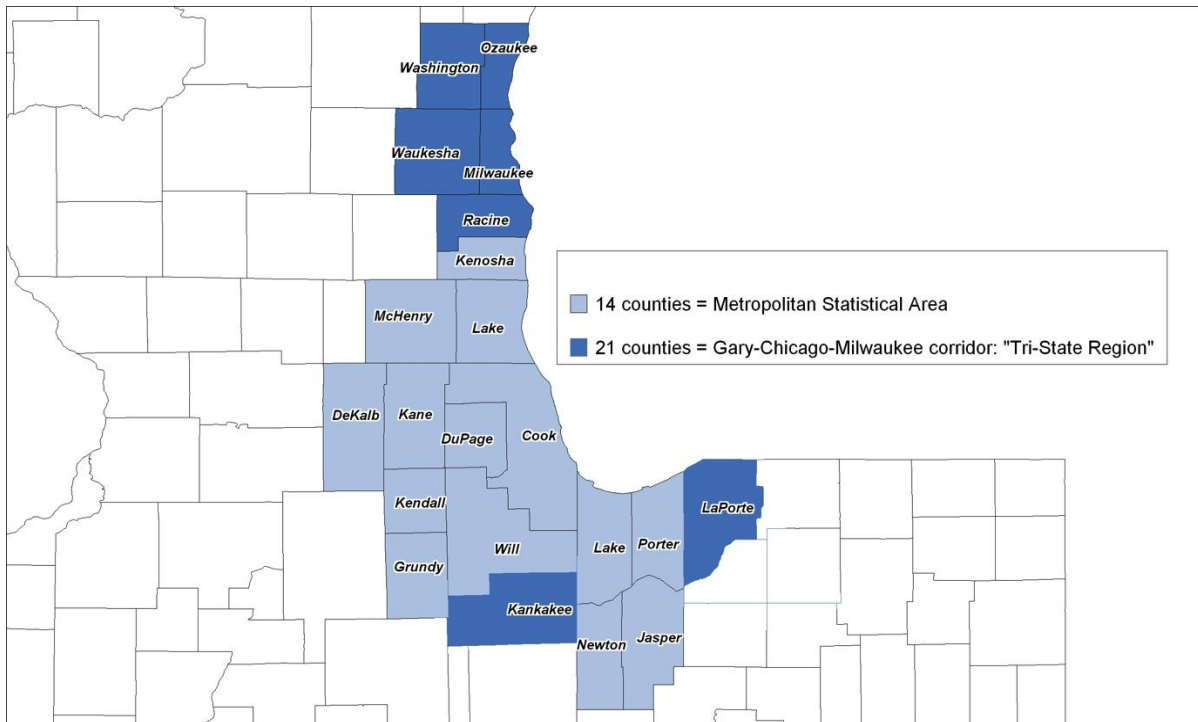 Ozaukee
Washington
Waukesha
Milwaukee
Racine
Kenosha
McHenry
Lake
14 counties = Metropolitan Statistical Area
21 counties = Gary-Chicago-Milwaukee corridor: "Tri-State Region"
DeKalb
Kane
DuPage
Cook
Kendall
LaPorte
Will
Lake
Porter
Grundy
Kankakee
Newton
Jasper